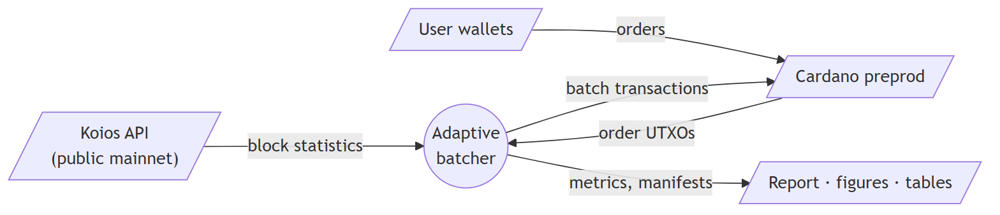 User wallets
orders
Cardano preprod
batch transactions
Koios API
(public mainnet)
block statistics
Adaptive
batcher
order UTXOs
metrics, manifests
Report · figures · tables